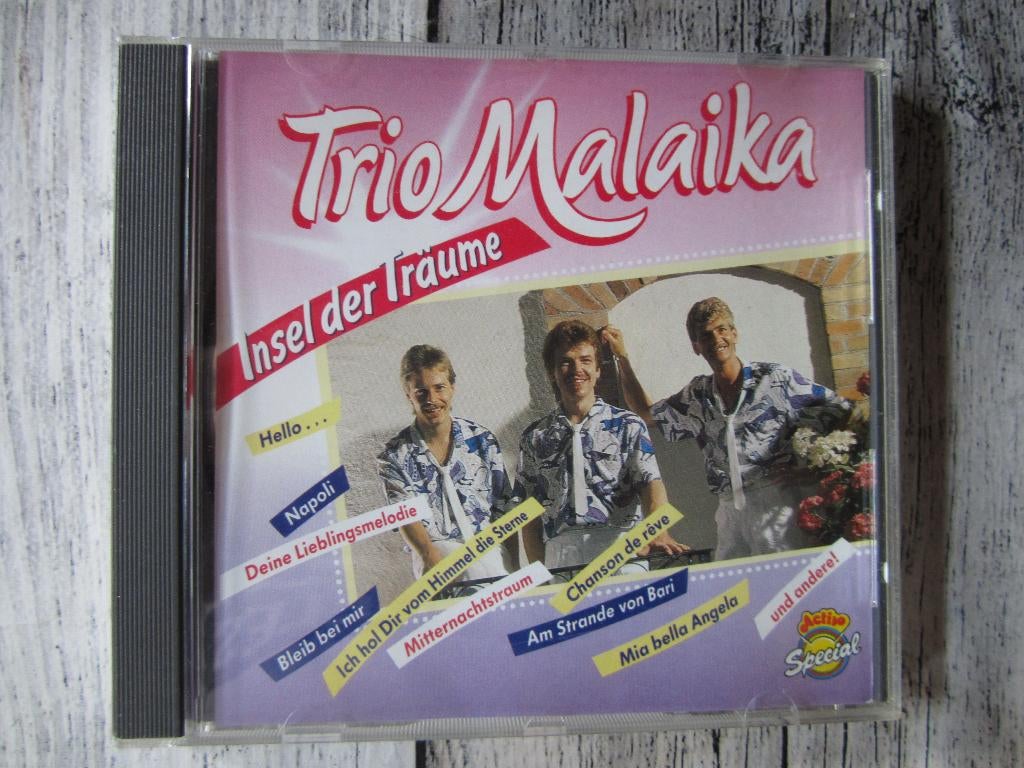 Trio Malaika
Insel der Träume
Hello...
Napoli
Deine Lieblingsmelodie
Bleib bei mir
Ich hol Dir vom Himmel die Sterne
Mitternachtstraum
Chanson de rêve
Am Strande von Bari
Mia bella Angela
und andere!
Activ
Special